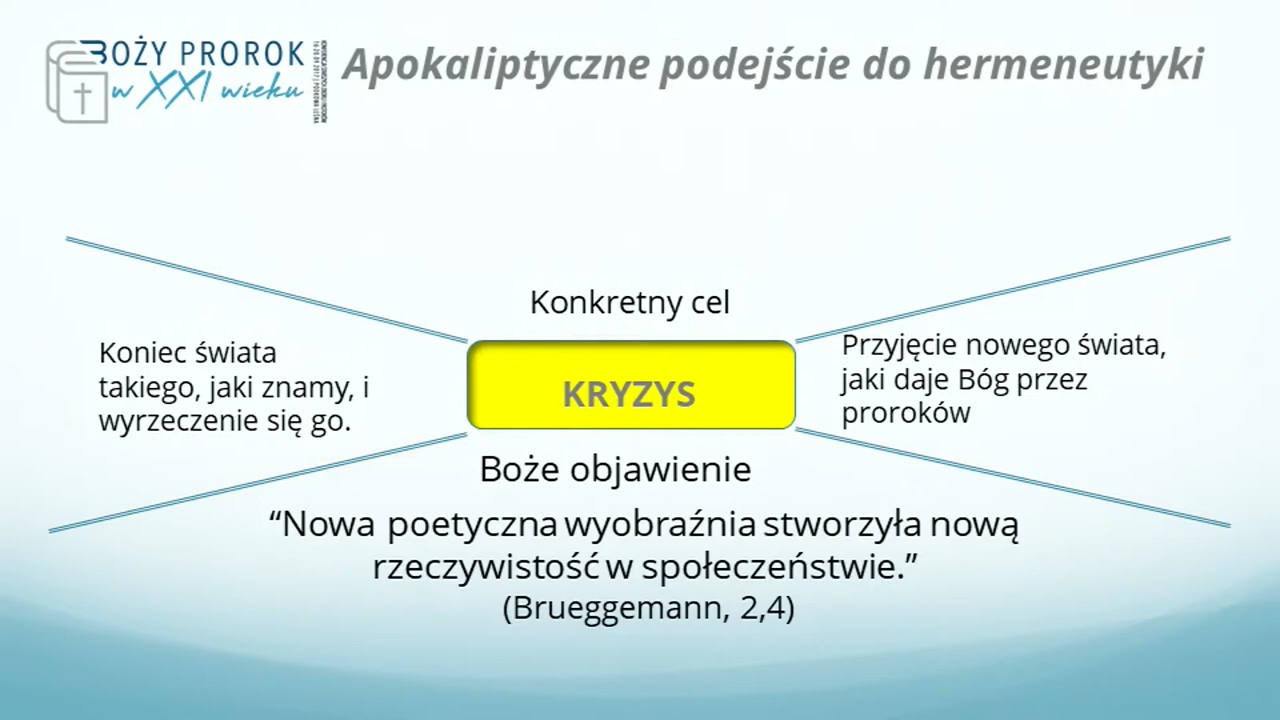 BOŻY PROROK
w XXI wieku
Apokaliptyczne podejście do hermeneutyki
Konkretny cel
Koniec świata
takiego, jaki znamy, i
wyrzeczenie się go.
KRYZYS
Przyjęcie nowego świata,
jaki daje Bóg przez
proroków
Boże objawienie
“Nowa poetyczna wyobraźnia stworzyła nową
rzeczywistość w społeczeństwie.”
(Brueggemann, 2,4)